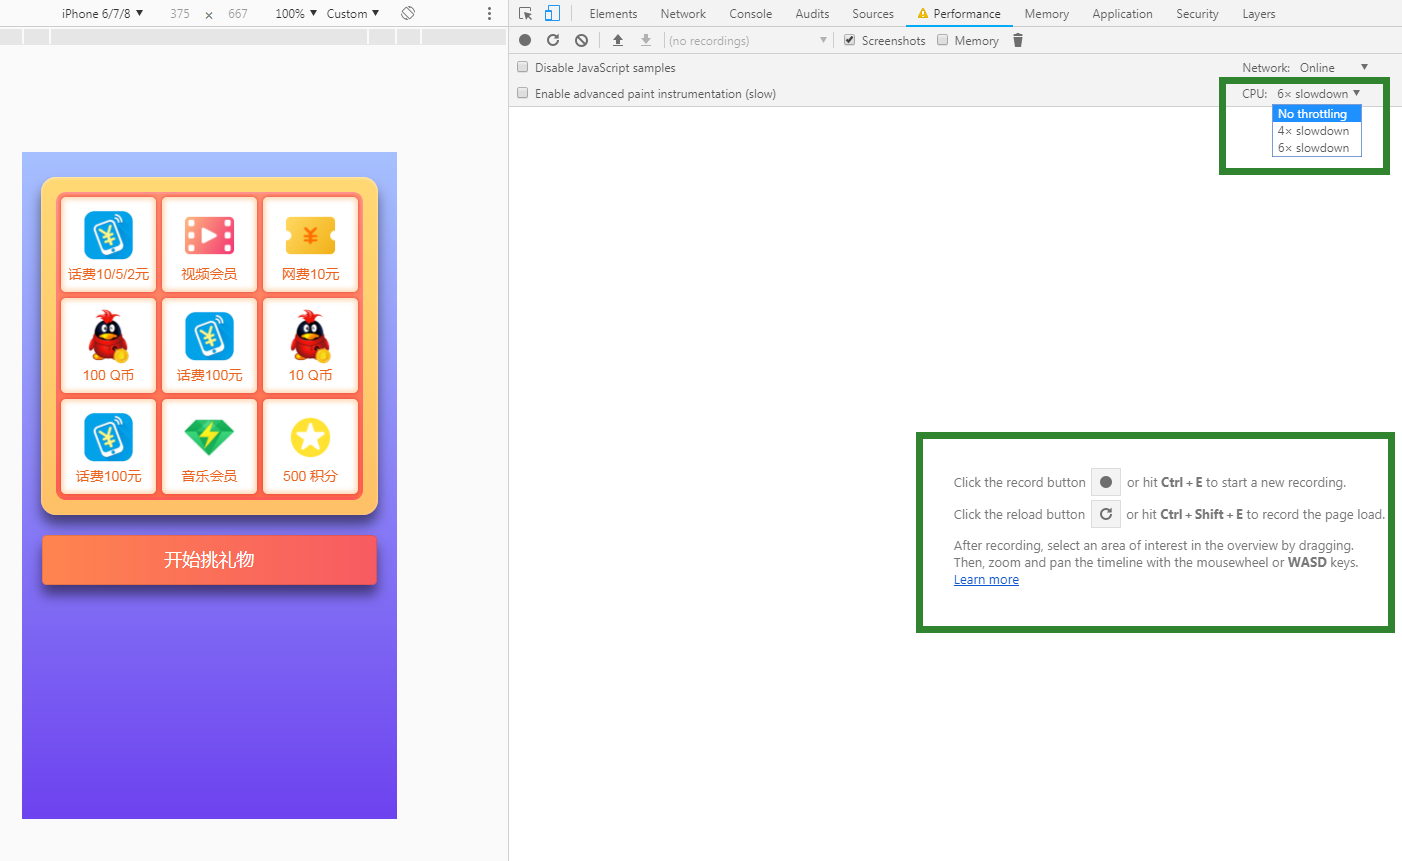 iPhone 6/7/8 ▼ 375 × 667 100% ▼ Custom ▼
Elements Network Console Audits Sources Performance Memory Application Security Layers
(no recordings) ▼ Screenshots Memory
Disable JavaScript samples
Network: Online ▼
Enable advanced paint instrumentation (slow)
CPU: 6× slowdown ▼
No throttling
4× slowdown
6× slowdown
话费10/5/2元 视频会员 网费10元
100 Q币 话费100元 10 Q币
话费100元 音乐会员 500 积分
开始挑礼物
Click the record button or hit Ctrl + E to start a new recording.
Click the reload button or hit Ctrl + Shift + E to record the page load.
After recording, select an area of interest in the overview by dragging.
Then, zoom and pan the timeline with the mousewheel or WASD keys.
Learn more